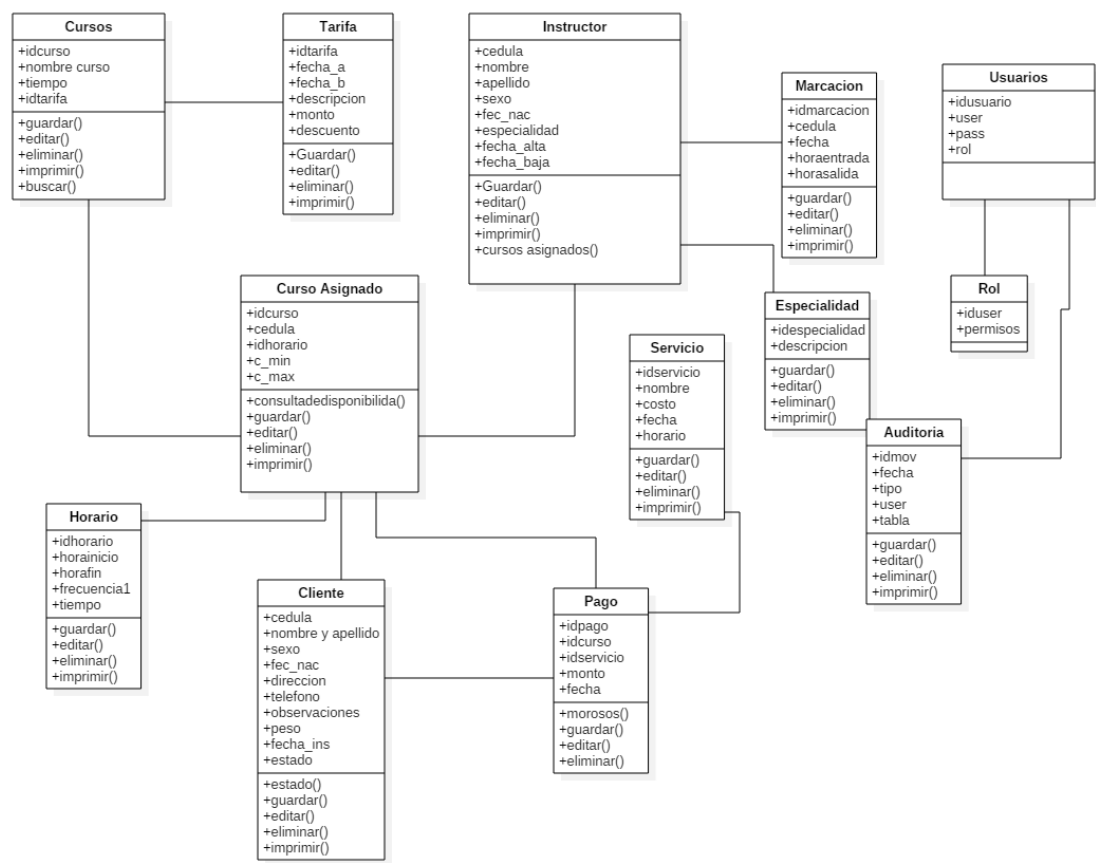 Cursos
+idcurso
+nombre curso
+tiempo
+idtarifa
+guardar()
+editar()
+eliminar()
+imprimir()
+buscar()
Tarifa
+idtarifa
+fecha_a
+fecha_b
+descripcion
+monto
+descuento
+Guardar()
+editar()
+eliminar()
+imprimir()
Instructor
+cedula
+nombre
+apellido
+sexo
+fec_nac
+especialidad
+fecha_alta
+fecha_baja
+Guardar()
+editar()
+eliminar()
+imprimir()
+cursos asignados()
Marcacion
+idmarcacion
+cedula
+fecha
+horaentrada
+horasalida
+guardar()
+editar()
+eliminar()
+imprimir()
Usuarios
+idusuario
+user
+pass
+rol
Curso Asignado
+idcurso
+cedula
+idhorario
+c_min
+c_max
+consultadedisponibilida()
+guardar()
+editar()
+eliminar()
+imprimir()
Servicio
+idservicio
+nombre
+costo
+fecha
+horario
+guardar()
+editar()
+eliminar()
+imprimir()
Especialidad
+idespecialidad
+descripcion
+guardar()
+editar()
+eliminar()
+imprimir()
Rol
+iduser
+permisos
Auditoria
+idmov
+fecha
+tipo
+user
+tabla
+guardar()
+editar()
+eliminar()
+imprimir()
Horario
+idhorario
+horainicio
+horafin
+frecuencia1
+tiempo
+guardar()
+editar()
+eliminar()
+imprimir()
Cliente
+cedula
+nombre y apellido
+sexo
+fec_nac
+direccion
+telefono
+observaciones
+peso
+fecha_ins
+estado
+estado()
+guardar()
+editar()
+eliminar()
+imprimir()
Pago
+idpago
+idcurso
+idservicio
+monto
+fecha
+morosos()
+guardar()
+editar()
+eliminar()